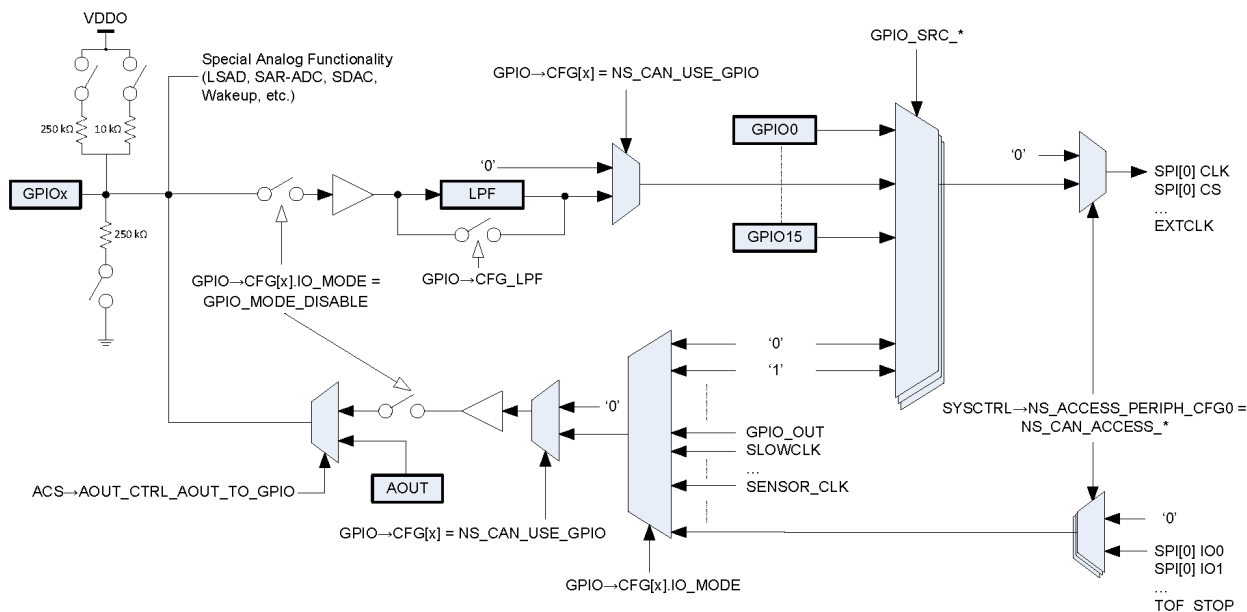 VDDO
Special Analog Functionality
(LSAD, SAR-ADC, SDAC,
Wakeup, etc.)
250 kΩ
10 kΩ
GPIOx
250 kΩ
GPIO→CFG[x].IO_MODE =
GPIO_MODE_DISABLE
LPF
GPIO→CFG_LPF
GPIO→CFG[x] = NS_CAN_USE_GPIO
'0'
GPIO_SRC_*
GPIO0
GPIO15
'0'
SPI[0] CLK
SPI[0] CS
...
EXTCLK
'0'
'1'
GPIO_OUT
SLOWCLK
...
SENSOR_CLK
SYSCTRL→NS_ACCESS_PERIPH_CFG0 =
NS_CAN_ACCESS_*
'0'
AOUT
ACS→AOUT_CTRL_AOUT_TO_GPIO
GPIO→CFG[x] = NS_CAN_USE_GPIO
GPIO→CFG[x].IO_MODE
'0'
SPI[0] IO0
SPI[0] IO1
...
TOF_STOP